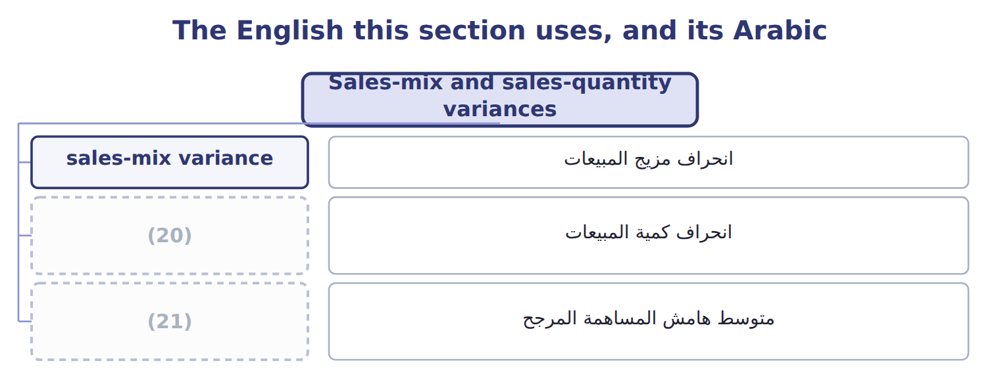 The English this section uses, and its Arabic
Sales-mix and sales-quantity
variances
sales-mix variance
انحراف مزيج المبيعات
(20)
انحراف كمية المبيعات
(21)
متوسط هامش المساهمة المرجح